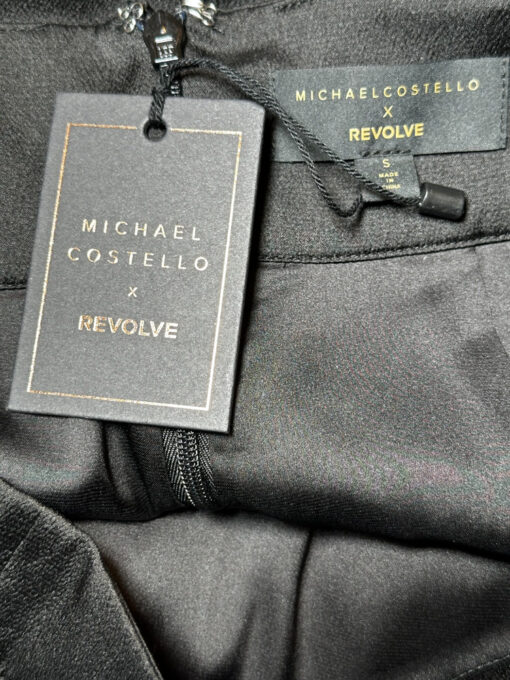 MICHAEL
COSTELLO
x
REVOLVE
MICHAELCOSTELLO
X
REVOLVE
S
MADE
IN
CHINA